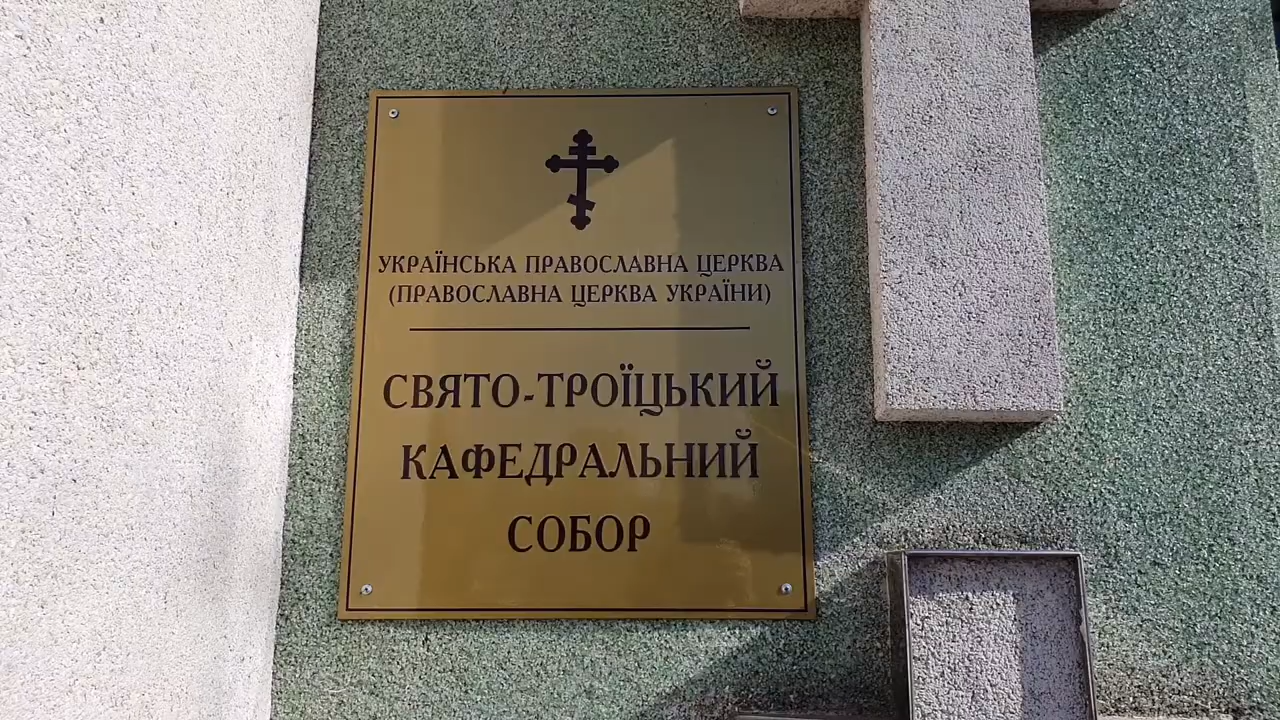 УКРАЇНСЬКА ПРАВОСЛАВНА ЦЕРКВА
(ПРАВОСЛАВНА ЦЕРКВА УКРАЇНИ)
СВЯТО-ТРОЇЦЬКИЙ
КАФЕДРАЛЬНИЙ
СОБОР